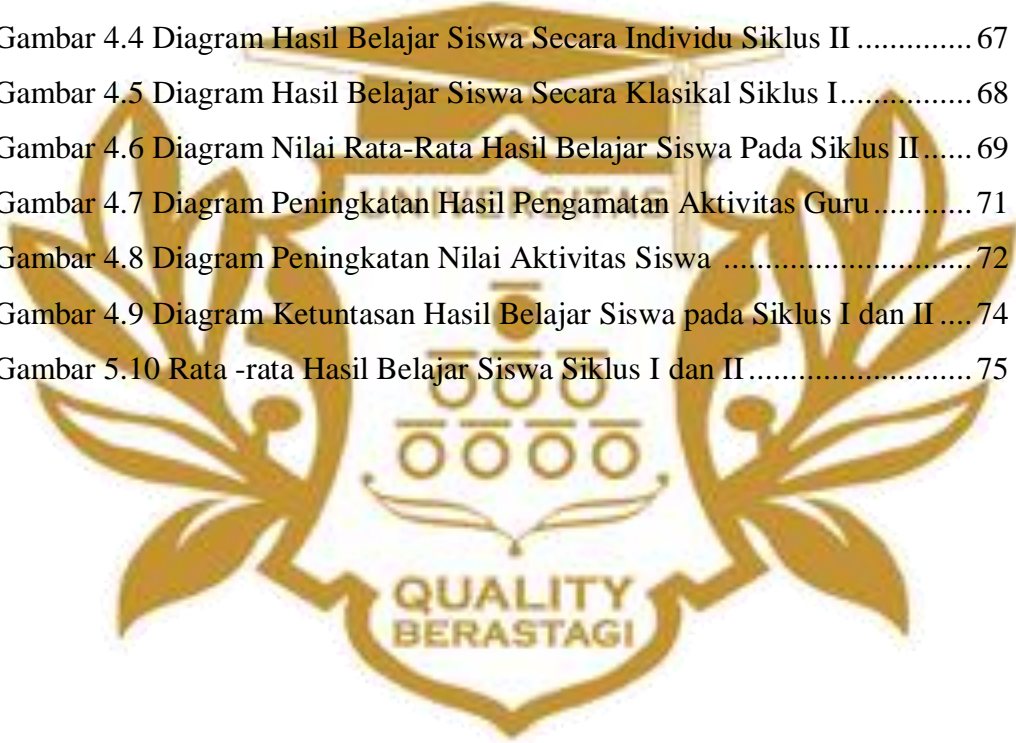 Gambar 4.4 Diagram Hasil Belajar Siswa Secara Individu Siklus II .............. 67
Gambar 4.5 Diagram Hasil Belajar Siswa Secara Klasikal Siklus I................ 68
Gambar 4.6 Diagram Nilai Rata-Rata Hasil Belajar Siswa Pada Siklus II...... 69
UNIVERSITAS
Gambar 4.7 Diagram Peningkatan Hasil Pengamatan Aktivitas Guru............ 71
Gambar 4.8 Diagram Peningkatan Nilai Aktivitas Siswa .............................. 72
Gambar 4.9 Diagram Ketuntasan Hasil Belajar Siswa pada Siklus I dan II.... 74
Gambar 5.10 Rata -rata Hasil Belajar Siswa Siklus I dan II........................... 75
QUALITY
BERASTAGI